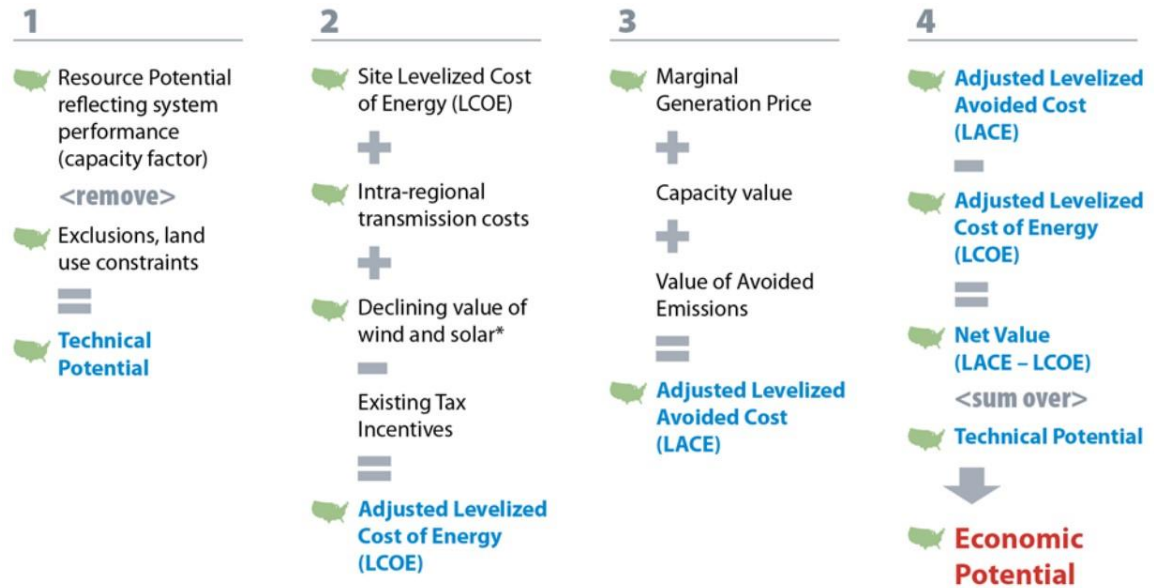 1
Resource Potential
reflecting system
performance
(capacity factor)
<remove>
Exclusions, land
use constraints
=
Technical
Potential
2
Site Levelized Cost
of Energy (LCOE)
+
Intra-regional
transmission costs
+
Declining value of
wind and solar*
-
Existing Tax
Incentives
=
Adjusted Levelized
Cost of Energy
(LCOE)
3
Marginal
Generation Price
+
Capacity value
+
Value of Avoided
Emissions
=
Adjusted Levelized
Avoided Cost
(LACE)
4
Adjusted Levelized
Avoided Cost
(LACE)
-
Adjusted Levelized
Cost of Energy
(LCOE)
=
Net Value
(LACE – LCOE)
<sum over>
Technical Potential
Economic
Potential